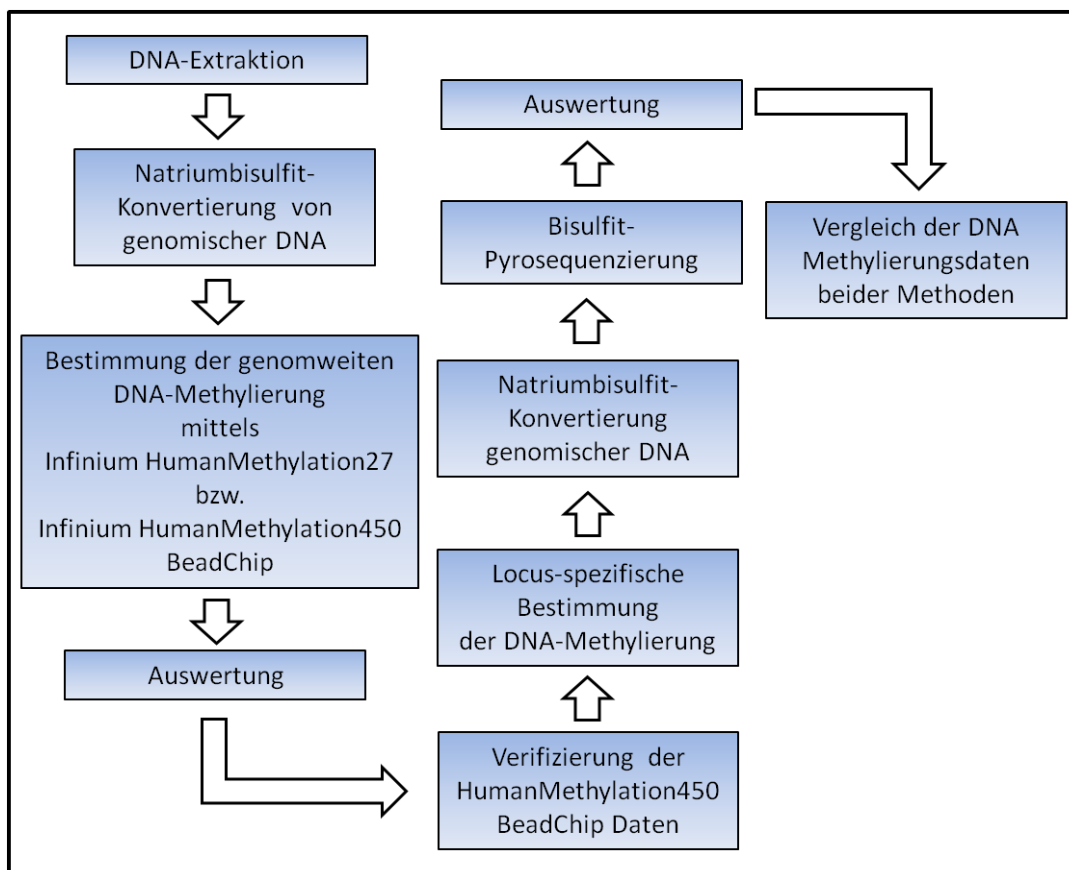 DNA-Extraktion
Natriumbisulfit-
Konvertierung von
genomischer DNA
Bestimmung der genomweiten
DNA-Methylierung
mittels
Infinium HumanMethylation27
bzw.
Infinium HumanMethylation450
BeadChip
Auswertung
Verifizierung der
HumanMethylation450
BeadChip Daten
Locus-spezifische
Bestimmung
der DNA-Methylierung
Natriumbisulfit-
Konvertierung
genomischer DNA
Bisulfit-
Pyrosequenzierung
Auswertung
Vergleich der DNA
Methylierungsdaten
beider Methoden